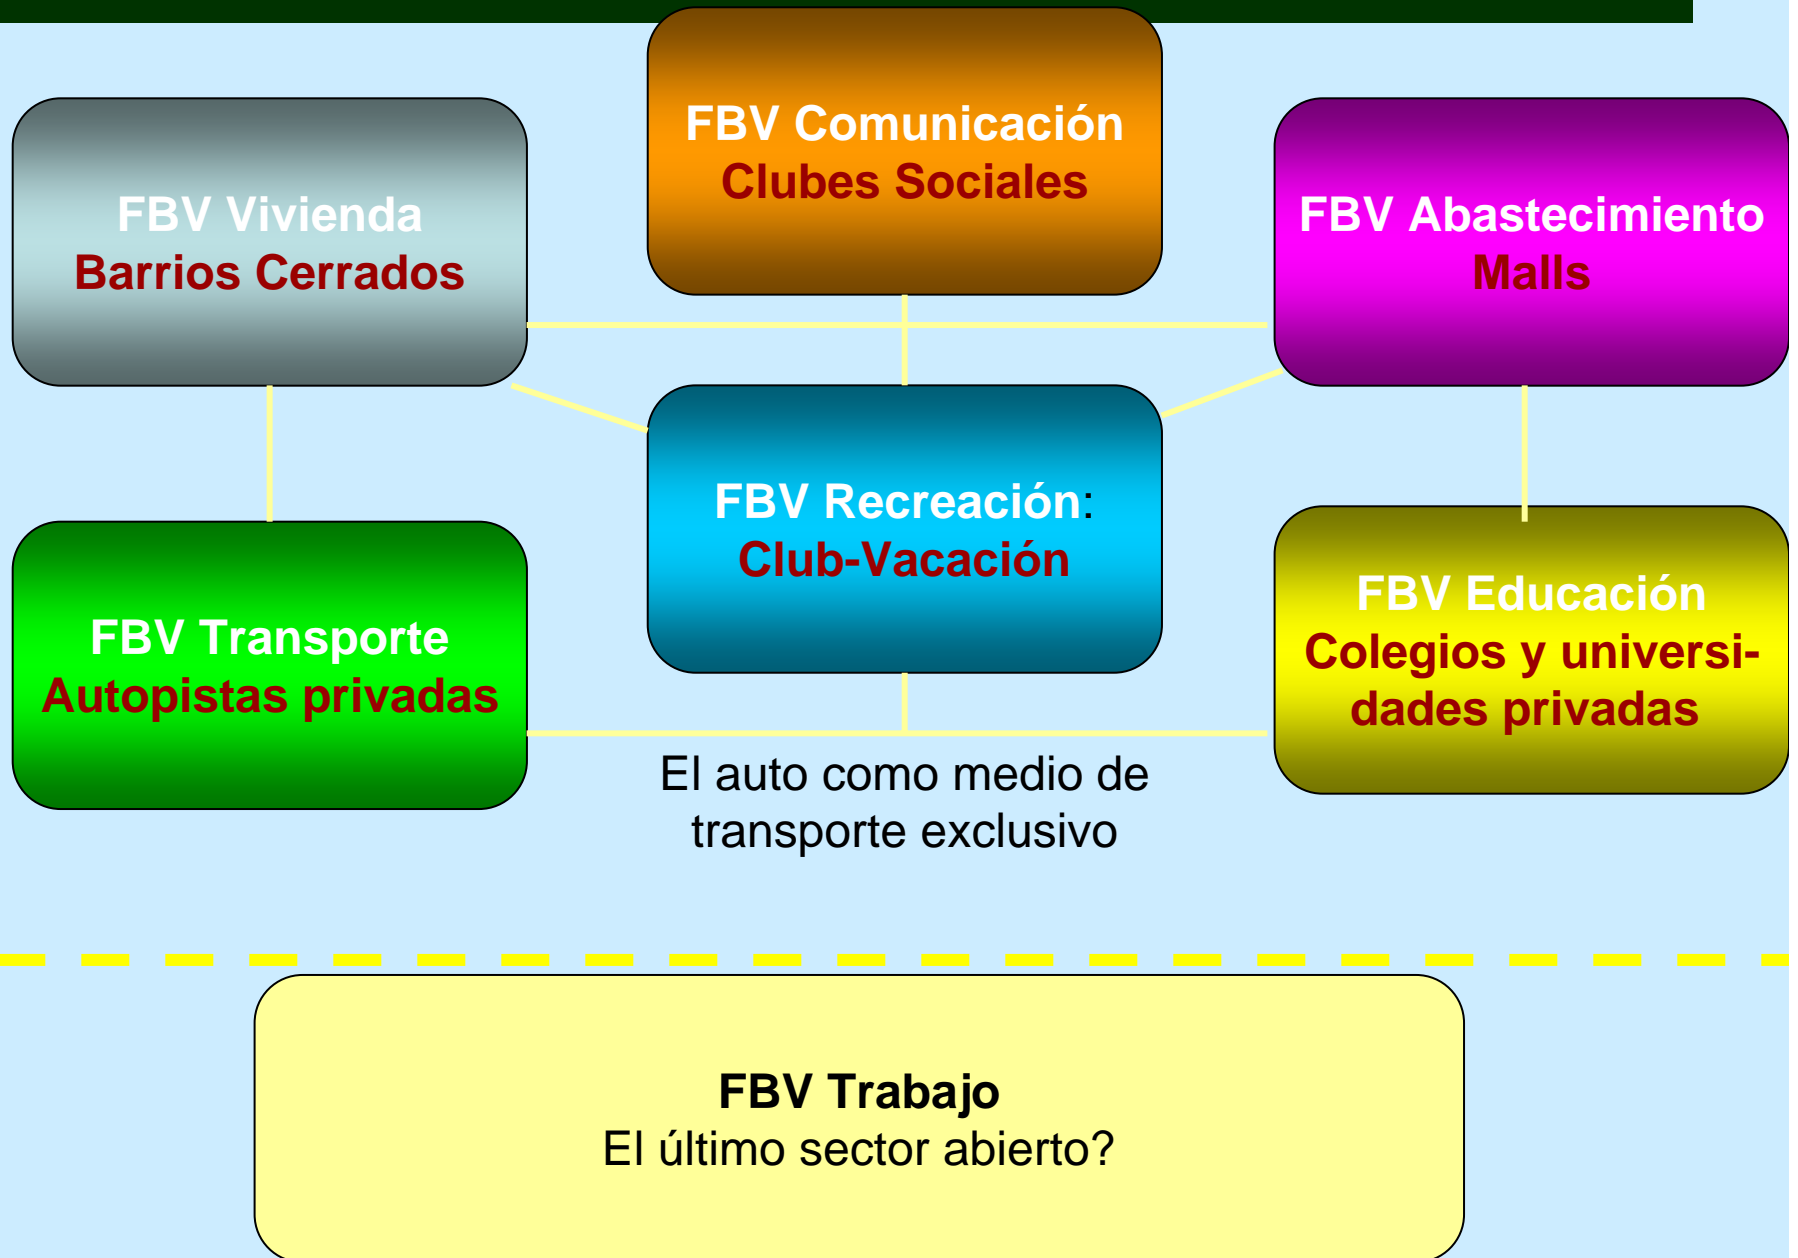 FBV Comunicación
Clubes Sociales
FBV Vivienda
Barrios Cerrados
FBV Abastecimiento
Malls
FBV Recreación:
Club-Vacación
FBV Transporte
Autopistas privadas
FBV Educación
Colegios y universi-
dades privadas
El auto como medio de
transporte exclusivo
FBV Trabajo
El último sector abierto?